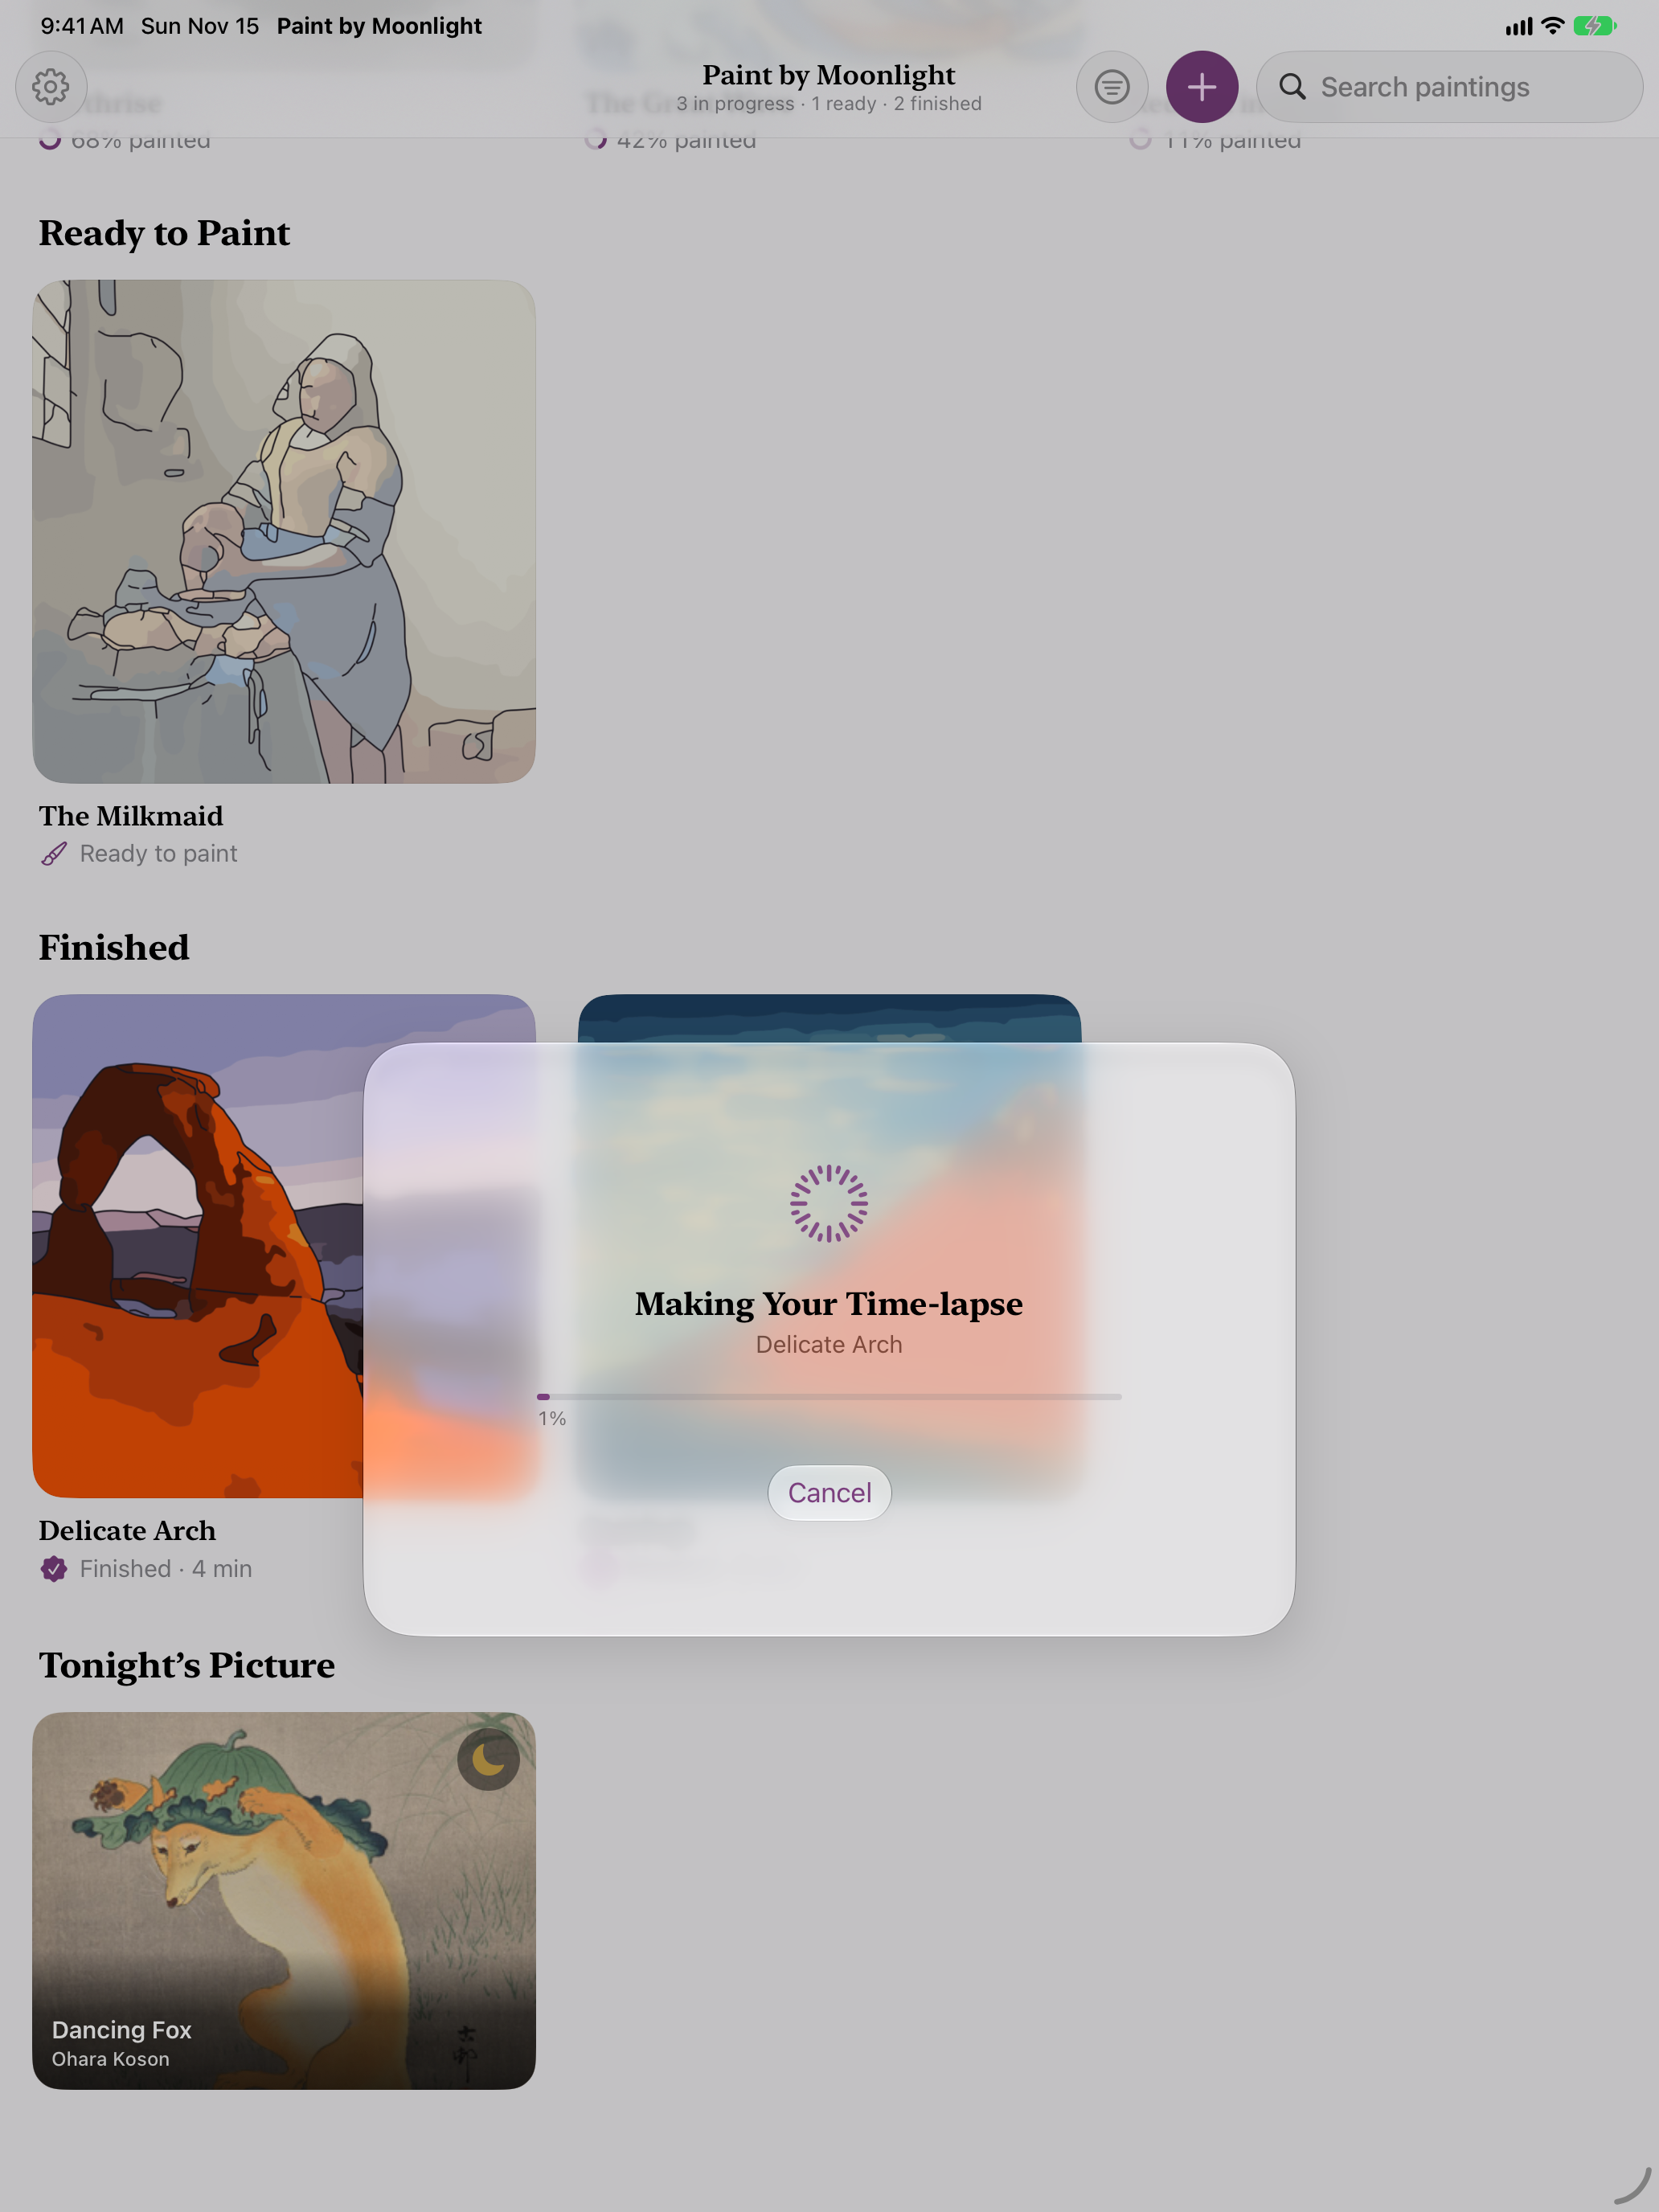 9:41 AM Sun Nov 15 Paint by Moonlight
Paint by Moonlight
3 in progress · 1 ready · 2 finished
Search paintings
68% painted
42% painted
11% painted
Ready to Paint
The Milkmaid
Ready to paint
Finished
Making Your Time-lapse
Delicate Arch
1%
Cancel
Delicate Arch
Finished · 4 min
Tonight’s Picture
Dancing Fox
Ohara Koson